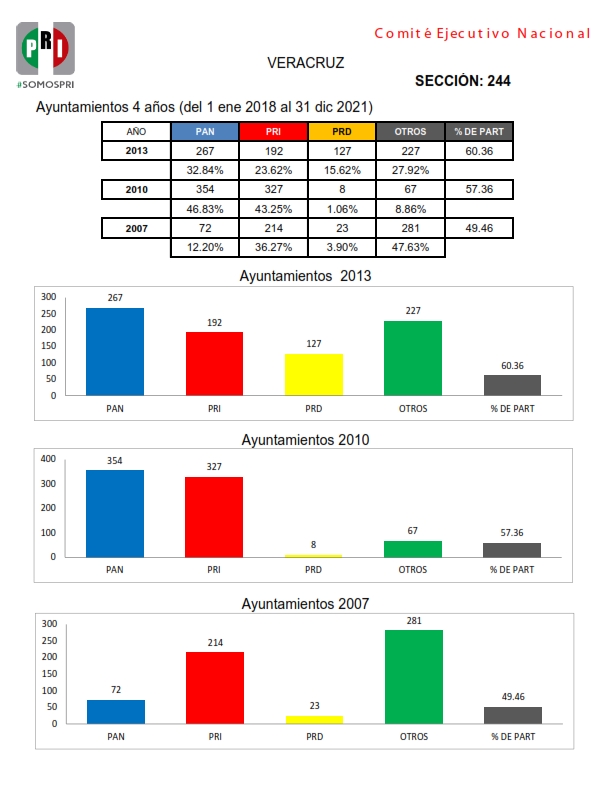 Comité Ejecutivo Nacional
PRI
#SOMOSPRI
VERACRUZ
SECCIÓN: 244
Ayuntamientos 4 años (del 1 ene 2018 al 31 dic 2021)
AÑO PAN PRI PRD OTROS % DE PART
2013 267 192 127 227 60.36
32.84% 23.62% 15.62% 27.92%
2010 354 327 8 67 57.36
46.83% 43.25% 1.06% 8.86%
2007 72 214 23 281 49.46
12.20% 36.27% 3.90% 47.63%
Ayuntamientos 2013
300
250
200
150
100
50
0
267 192 127 227 60.36
PAN PRI PRD OTROS % DE PART
Ayuntamientos 2010
400
300
200
100
0
354 327 8 67 57.36
PAN PRI PRD OTROS % DE PART
Ayuntamientos 2007
300
250
200
150
100
50
0
72 214 23 281 49.46
PAN PRI PRD OTROS % DE PART